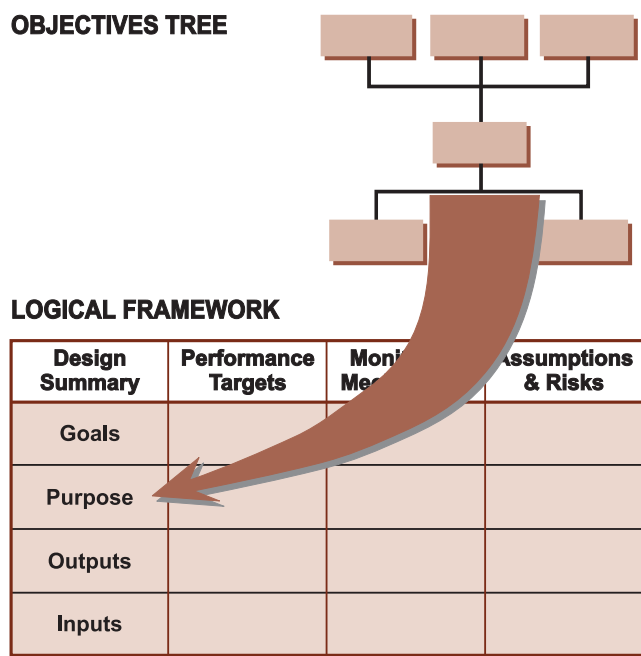 OBJECTIVES TREE
LOGICAL FRAMEWORK
Design
Summary
Performance
Targets
Assumptions
& Risks
Goals
Purpose
Outputs
Inputs